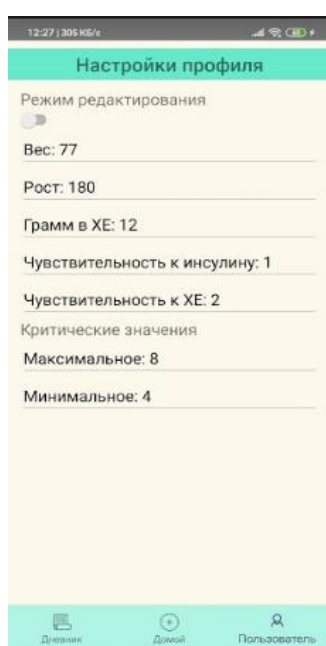 12:27 | 305 КБ/с
Настройки профиля
Режим редактирования
Вес: 77
Рост: 180
Грамм в ХЕ: 12
Чувствительность к инсулину: 1
Чувствительность к ХЕ: 2
Критические значения
Максимальное: 8
Минимальное: 4
Дневник Домой Пользователь